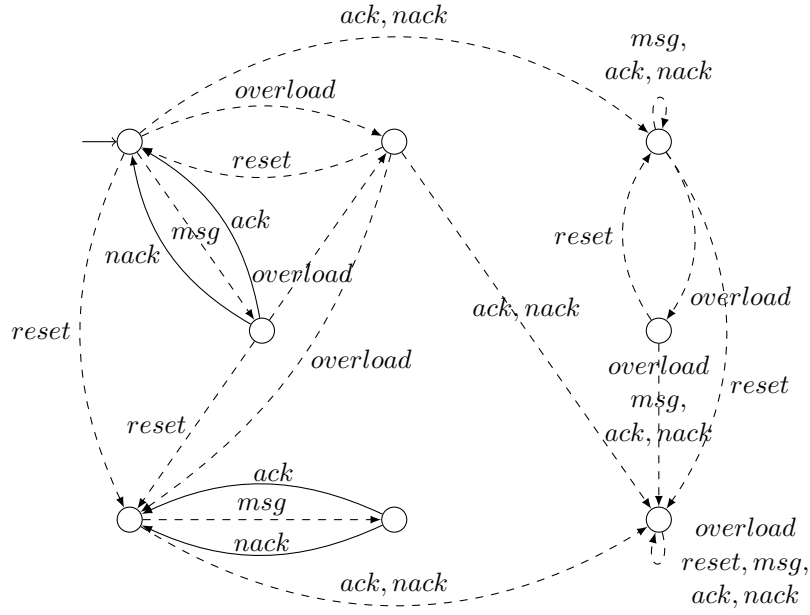 ack, nack
msg,
ack, nack
overload
reset
msg
ack
nack
reset
overload
ack, nack
overload
reset
overload
overload
msg,
ack, nack
reset
reset
ack
msg
nack
ack, nack
overload
reset, msg,
ack, nack